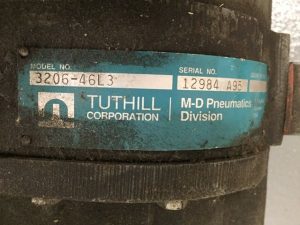 MODEL NO. SERIAL NO.
3206-46L3 12984 A95
TUTHILL M-D Pneumatics
CORPORATION Division